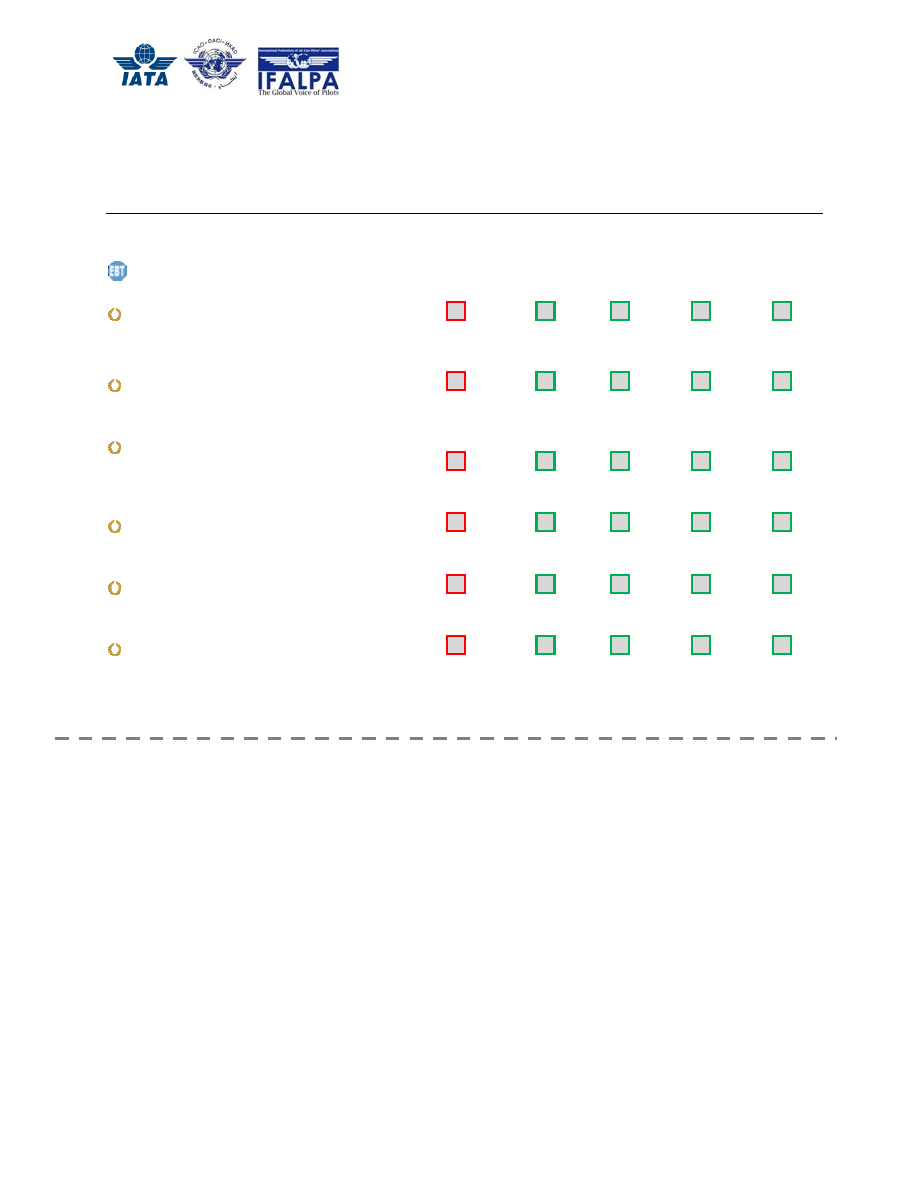 IATA
ICAO · OACI · ИКАО
International Federation of Air Line Pilots' Associations
IFALPA
The Global Voice of Pilots
EBT